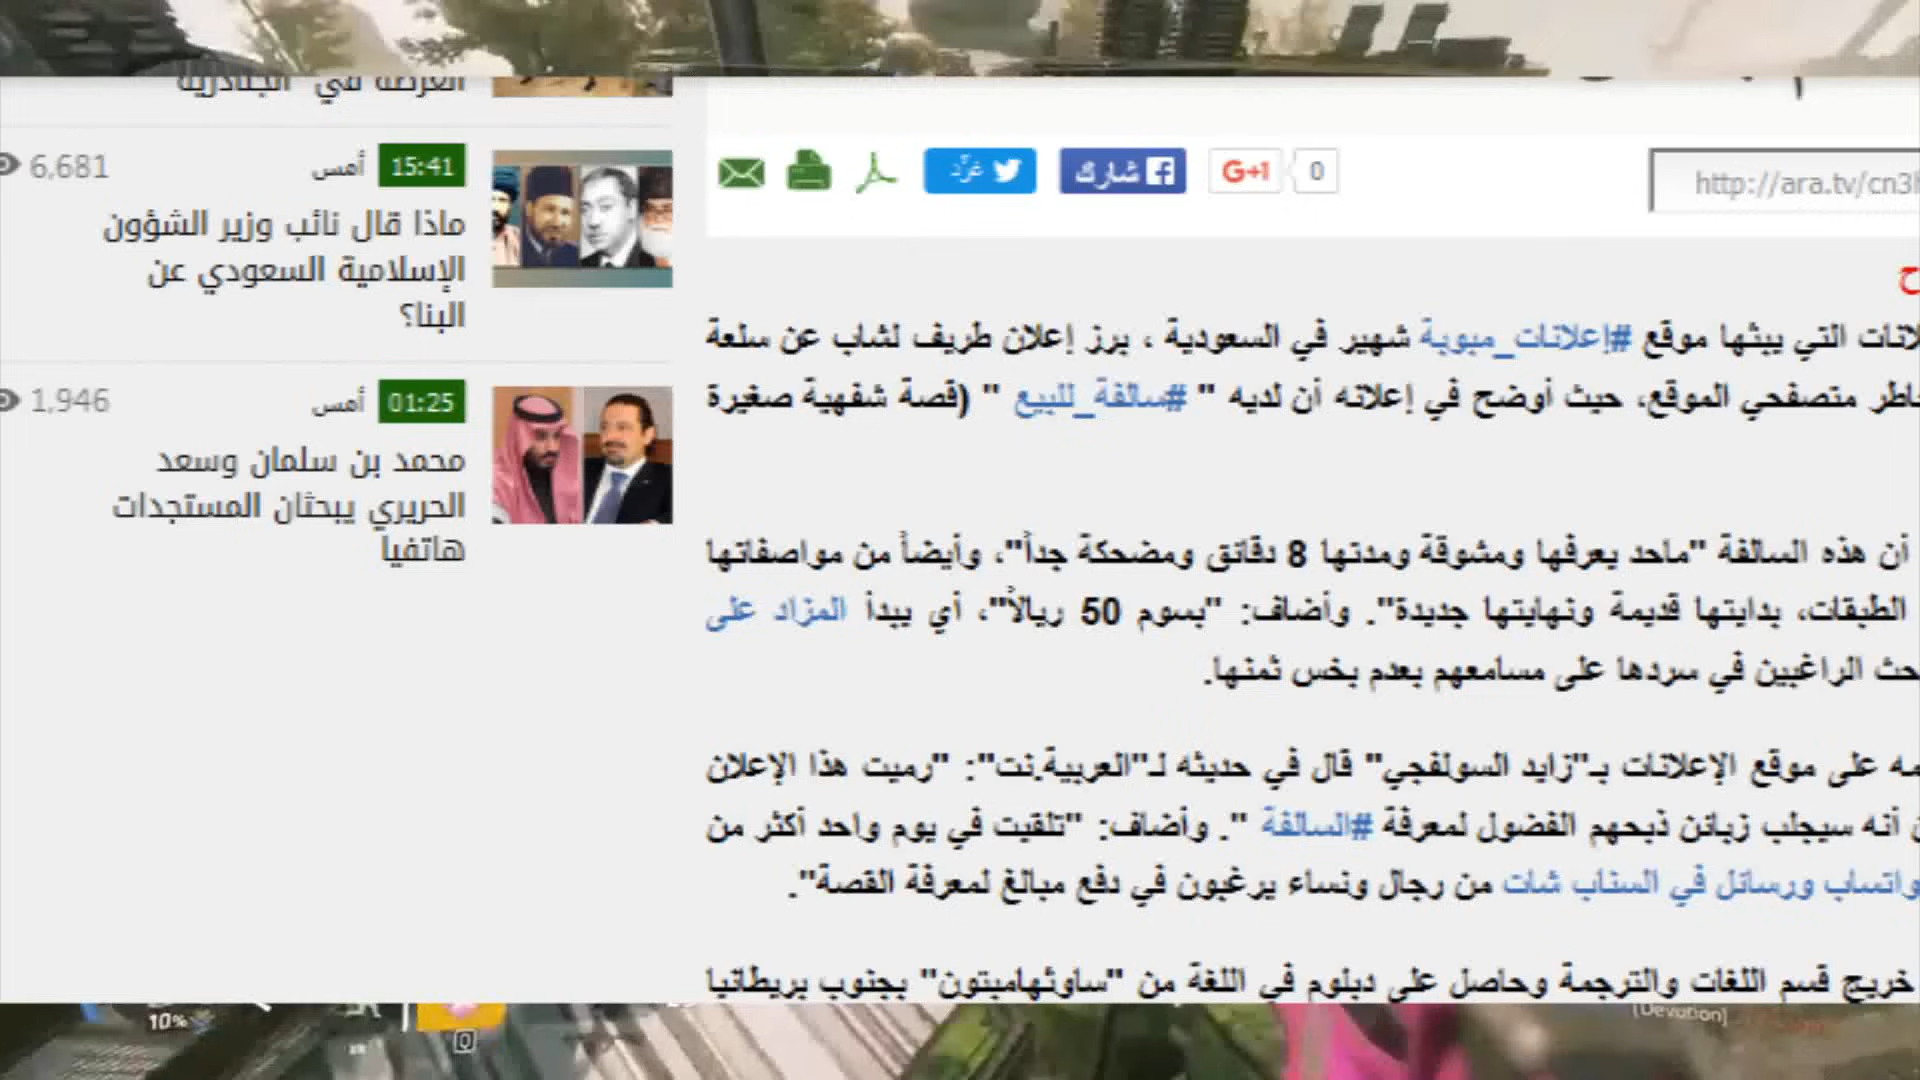 العرضة في "الجنادرية"
6,681
أمس
15:41
ماذا قال نائب وزير الشؤون
الإسلامية السعودي عن
البنا؟
1,946
أمس
01:25
محمد بن سلمان وسعد
الحريري يبحثان المستجدات
هاتفيا
غرِّد
شارك
G+1
0
http://ara.tv/cn3h
ح
التي يبثها موقع #إعلانات_مبوبة شهير في السعودية ، برز إعلان طريف لشاب عن سلعة
متصفحي الموقع، حيث أوضح في إعلانه أن لديه " #سالفة_للبيع " (قصة شفهية صغيرة
أن هذه السالفة "ماحد يعرفها ومشوقة ومدتها 8 دقائق ومضحكة جداً"، وأيضاً من مواصفاتها
الطبقات، بدايتها قديمة ونهايتها جديدة". وأضاف: "بسوم 50 ريالاً"، أي يبدأ المزاد على
الراغبين في سردها على مسامعهم بعدم بخس ثمنها.
على موقع الإعلانات بـ"زايد السولفجي" قال في حديثه لـ"العربية.نت": "رميت هذا الإعلان
أنه سيجلب زبائن ذبحهم الفضول لمعرفة #السالفة ". وأضاف: "تلقيت في يوم واحد أكثر من
واتساب ورسائل في السناب شات من رجال ونساء يرغبون في دفع مبالغ لمعرفة القصة".
خريج قسم اللغات والترجمة وحاصل على دبلوم في اللغة من "ساوثهامبتون" بجنوب بريطانيا
10%
Q
[Devotion]